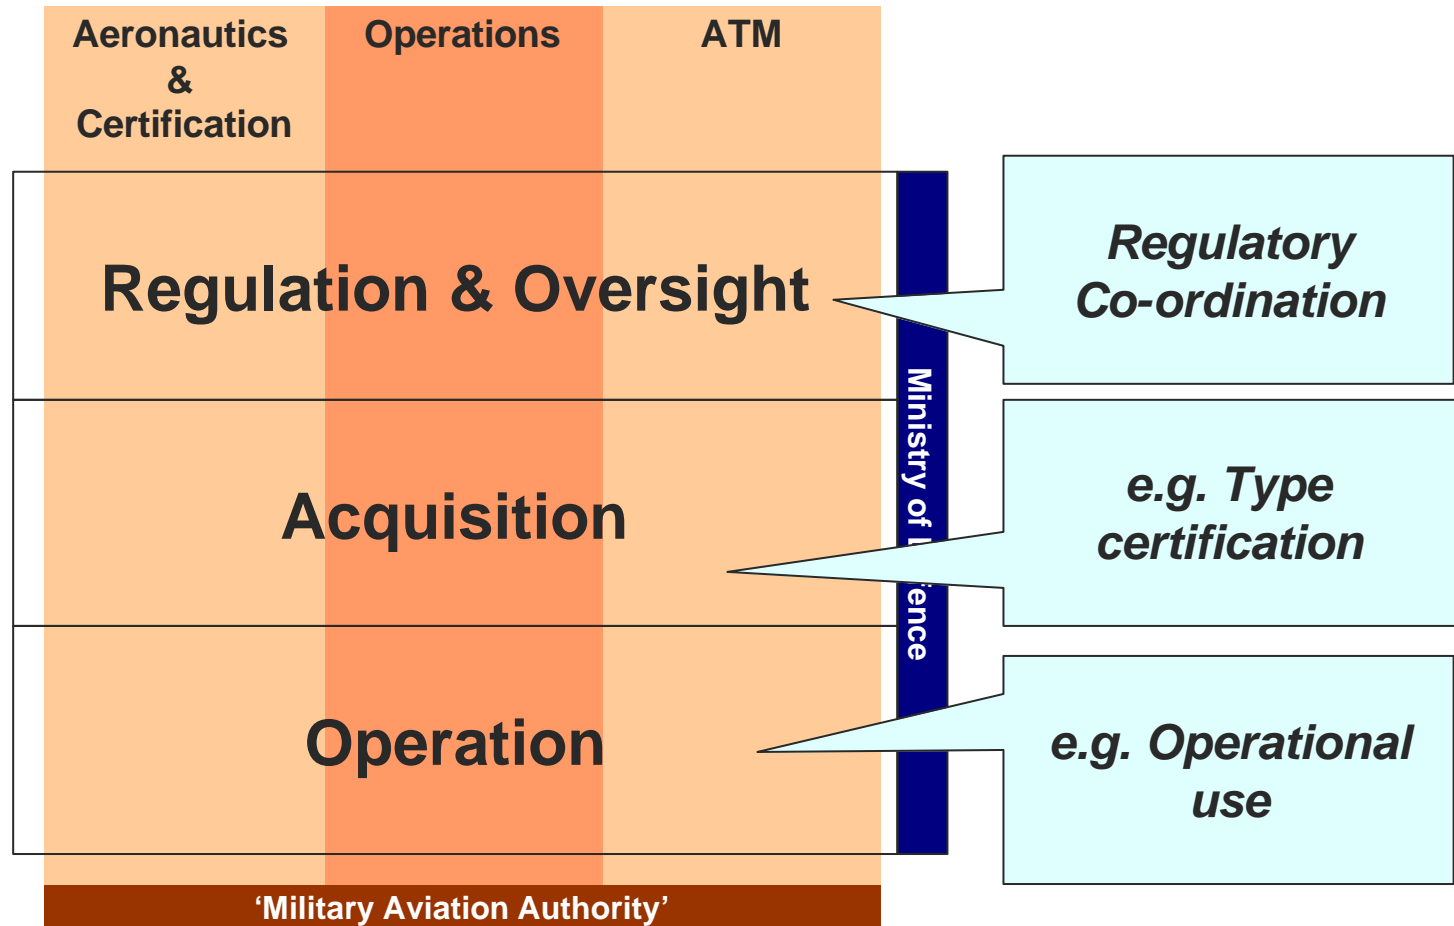 Aeronautics
&
Certification
Operations
ATM
Regulation & Oversight
Regulatory
Co-ordination
Acquisition
e.g. Type
certification
Operation
e.g. Operational
use
Ministry of
‘Military Aviation Authority’